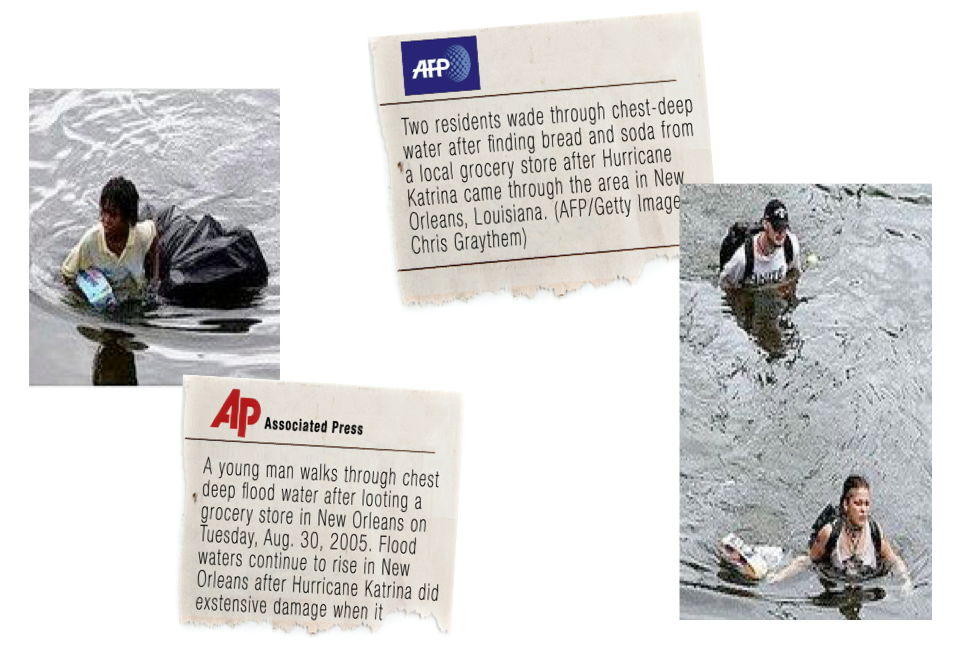 AFP
Two residents wade through chest-deep
water after finding bread and soda from
a local grocery store after Hurricane
Katrina came through the area in New
Orleans, Louisiana. (AFP/Getty Image
Chris Graythem)
AP Associated Press
A young man walks through chest
deep flood water after looting a
grocery store in New Orleans on
Tuesday, Aug. 30, 2005. Flood
waters continue to rise in New
Orleans after Hurricane Katrina did
exstensive damage when it